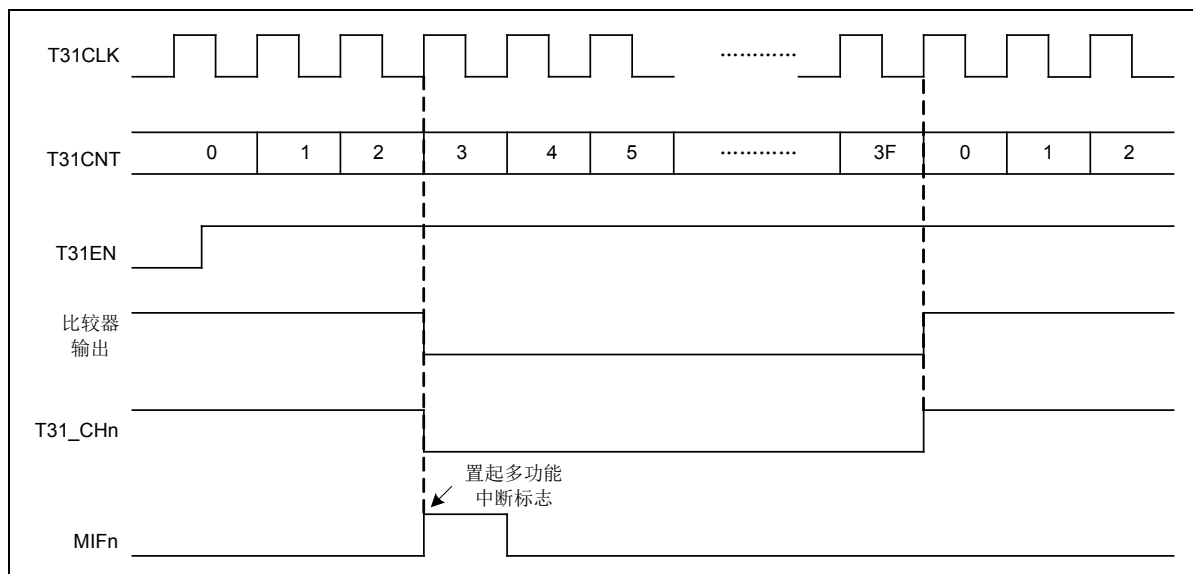 T31CLK
…………
T31CNT 0 1 2 3 4 5 ………… 3F 0 1 2
T31EN
比较器
输出
T31_CHn
置起多功能
中断标志
MIFn